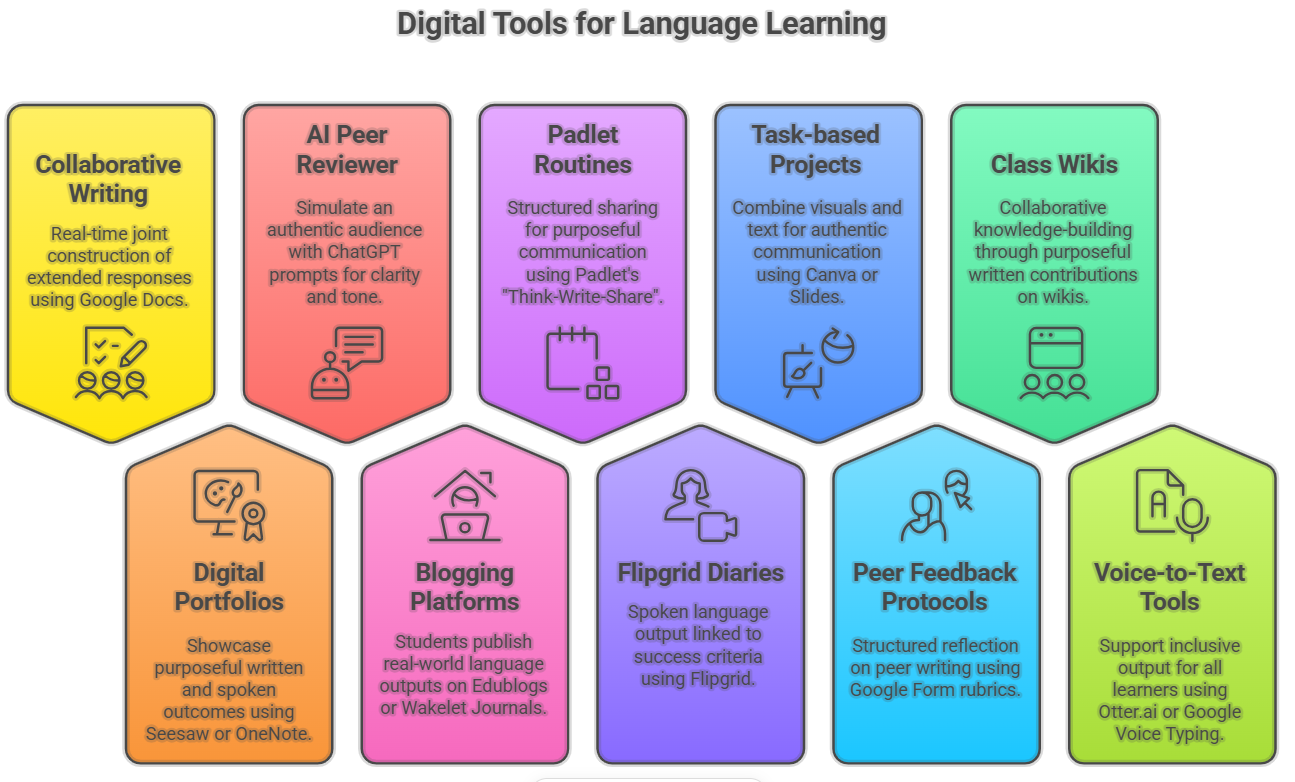 Digital Tools for Language Learning
Collaborative
Writing
Real-time joint
construction of
extended responses
using Google Docs.
AI Peer
Reviewer
Simulate an
authentic audience
with ChatGPT
prompts for clarity
and tone.
Padlet
Routines
Structured sharing
for purposeful
communication
using Padlet's
"Think-Write-Share".
Task-based
Projects
Combine visuals and
text for authentic
communication
using Canva or
Slides.
Class Wikis
Collaborative
knowledge-building
through purposeful
written contributions
on wikis.
A
Digital
Portfolios
Showcase
purposeful written
and spoken
outcomes using
Seesaw or OneNote.
Blogging
Platforms
Students publish
real-world language
outputs on Edublogs
or Wakelet Journals.
Flipgrid Diaries
Spoken language
output linked to
success criteria
using Flipgrid.
Peer Feedback
Protocols
Structured reflection
on peer writing using
Google Form rubrics.
Voice-to-Text
Tools
Support inclusive
output for all
learners using
Otter.ai or Google
Voice Typing.